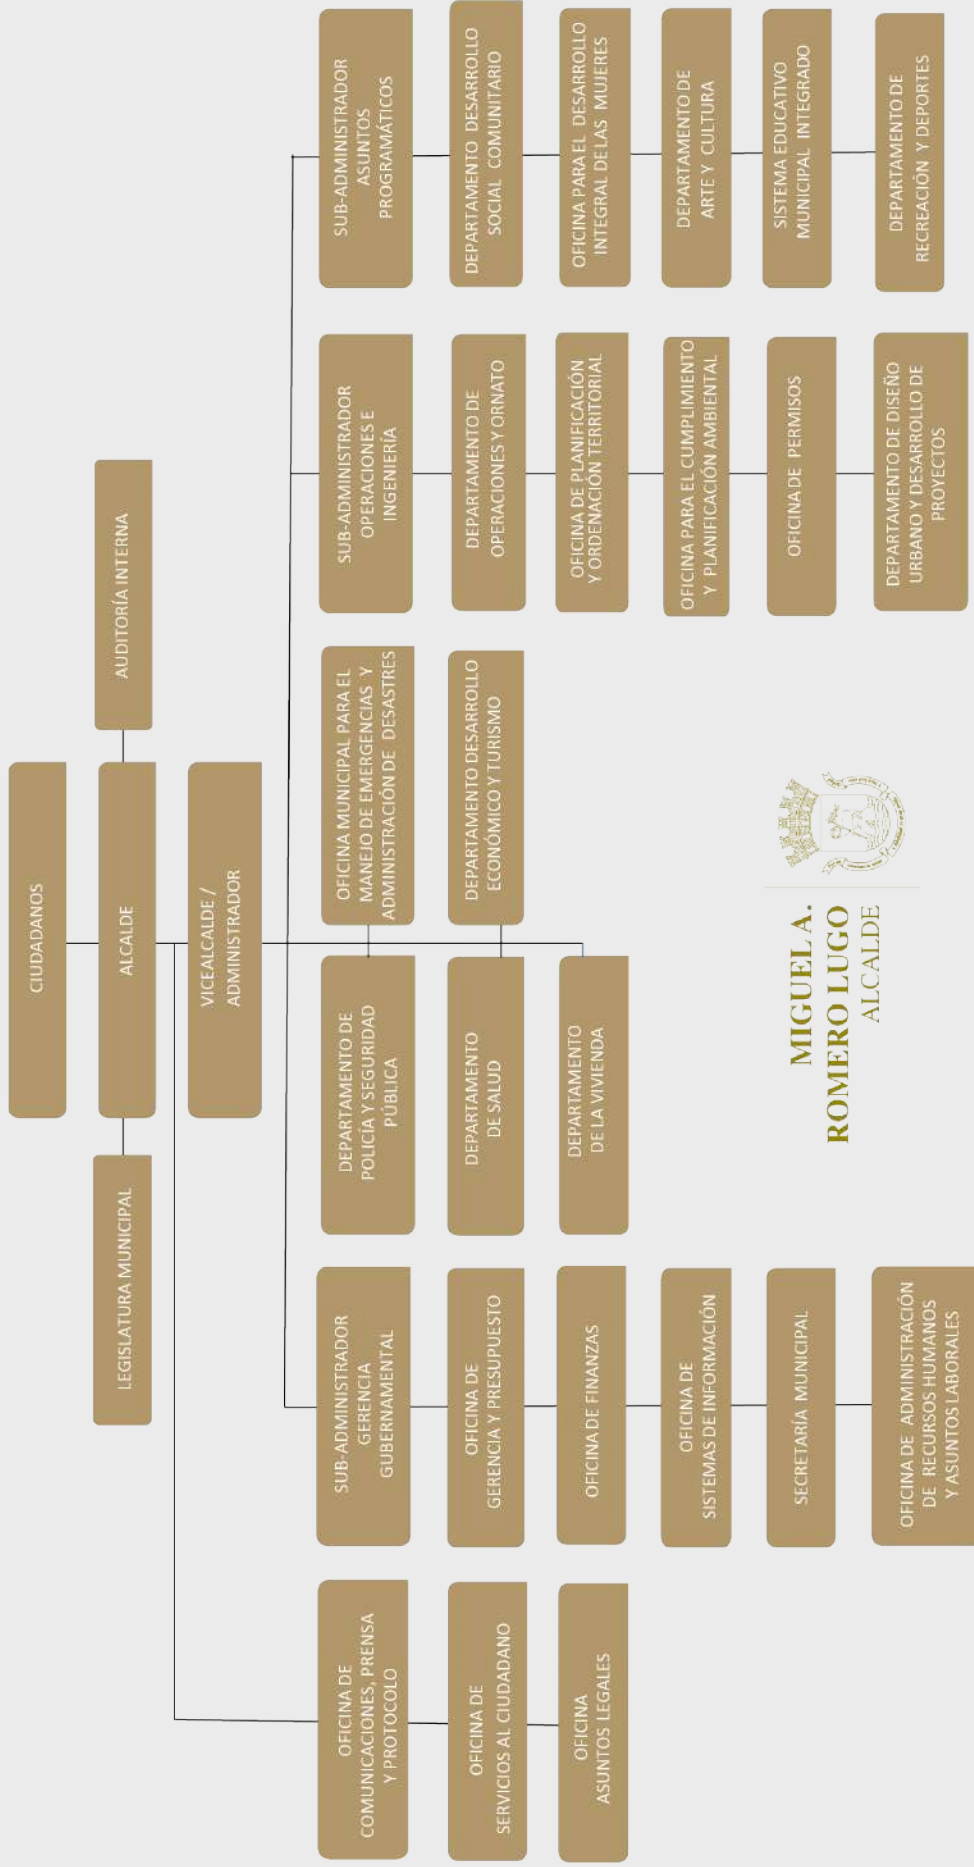 CIUDADANOS
LEGISLATURA MUNICIPAL
ALCALDE
AUDITORÍA INTERNA
VICEALCALDE /
ADMINISTRADOR
OFICINA DE
COMUNICACIONES, PRENSA
Y PROTOCOLO
OFICINA DE
SERVICIOS AL CIUDADANO
OFICINA
ASUNTOS LEGALES
SUB-ADMINISTRADOR
GERENCIA
GUBERNAMENTAL
OFICINA DE
GERENCIA Y PRESUPUESTO
OFICINA DE FINANZAS
OFICINA DE
SISTEMAS DE INFORMACIÓN
SECRETARÍA MUNICIPAL
OFICINA DE ADMINISTRACIÓN
DE RECURSOS HUMANOS
Y ASUNTOS LABORALES
DEPARTAMENTO DE
POLICÍA Y SEGURIDAD
PÚBLICA
DEPARTAMENTO
DE SALUD
DEPARTAMENTO
DE LA VIVIENDA
OFICINA MUNICIPAL PARA EL
MANEJO DE EMERGENCIAS Y
ADMINISTRACIÓN DE DESASTRES
DEPARTAMENTO DESARROLLO
ECONÓMICO Y TURISMO
SUB-ADMINISTRADOR
OPERACIONES E
INGENIERÍA
DEPARTAMENTO DE
OPERACIONES Y ORNATO
OFICINA DE PLANIFICACIÓN
Y ORDENACIÓN TERRITORIAL
OFICINA PARA EL CUMPLIMIENTO
Y PLANIFICACIÓN AMBIENTAL
OFICINA DE PERMISOS
DEPARTAMENTO DE DISEÑO
URBANO Y DESARROLLO DE
PROYECTOS
SUB-ADMINISTRADOR
ASUNTOS
PROGRAMÁTICOS
DEPARTAMENTO DESARROLLO
SOCIAL COMUNITARIO
OFICINA PARA EL DESARROLLO
INTEGRAL DE LAS MUJERES
DEPARTAMENTO DE
ARTE Y CULTURA
SISTEMA EDUCATIVO
MUNICIPAL INTEGRADO
DEPARTAMENTO DE
RECREACIÓN Y DEPORTES
MIGUEL A.
ROMERO LUGO
ALCALDE